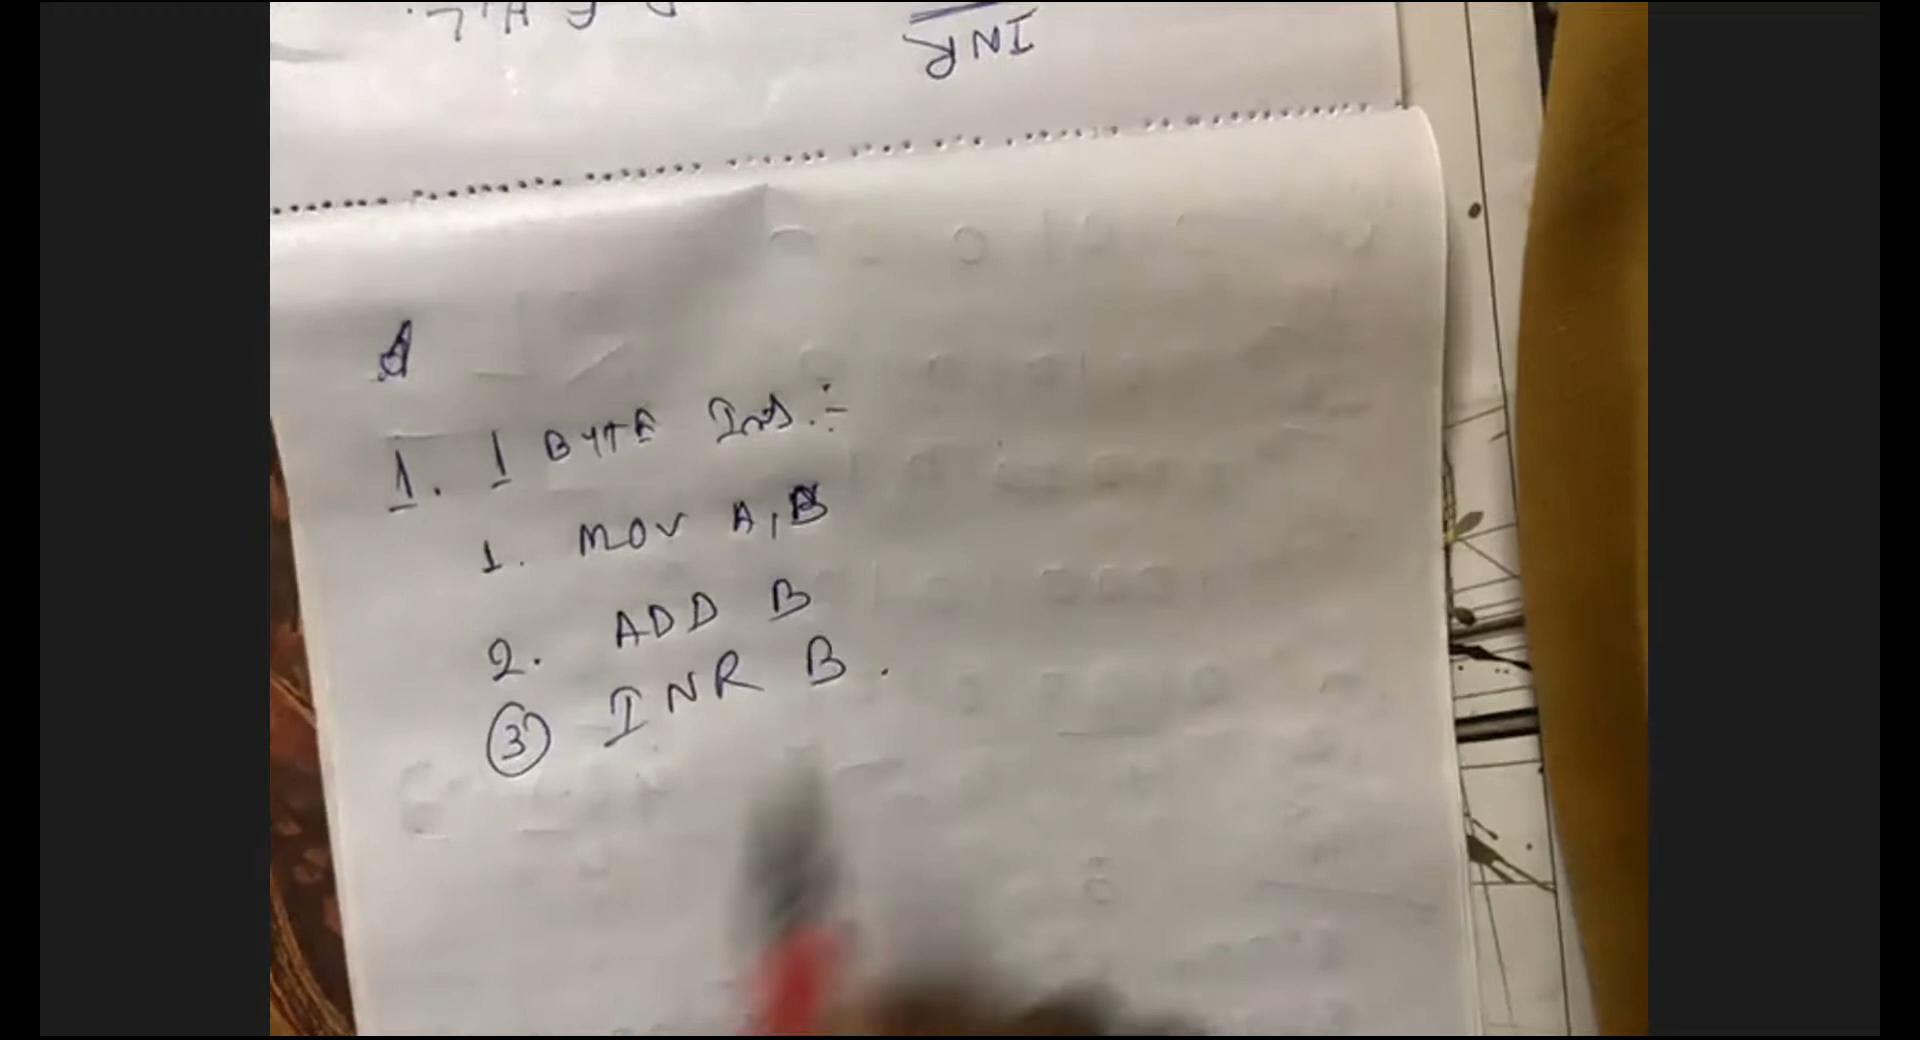 INR
1. 1 BYTE Ins. :-
1. MOV A, B
2. ADD B
3 INR B.